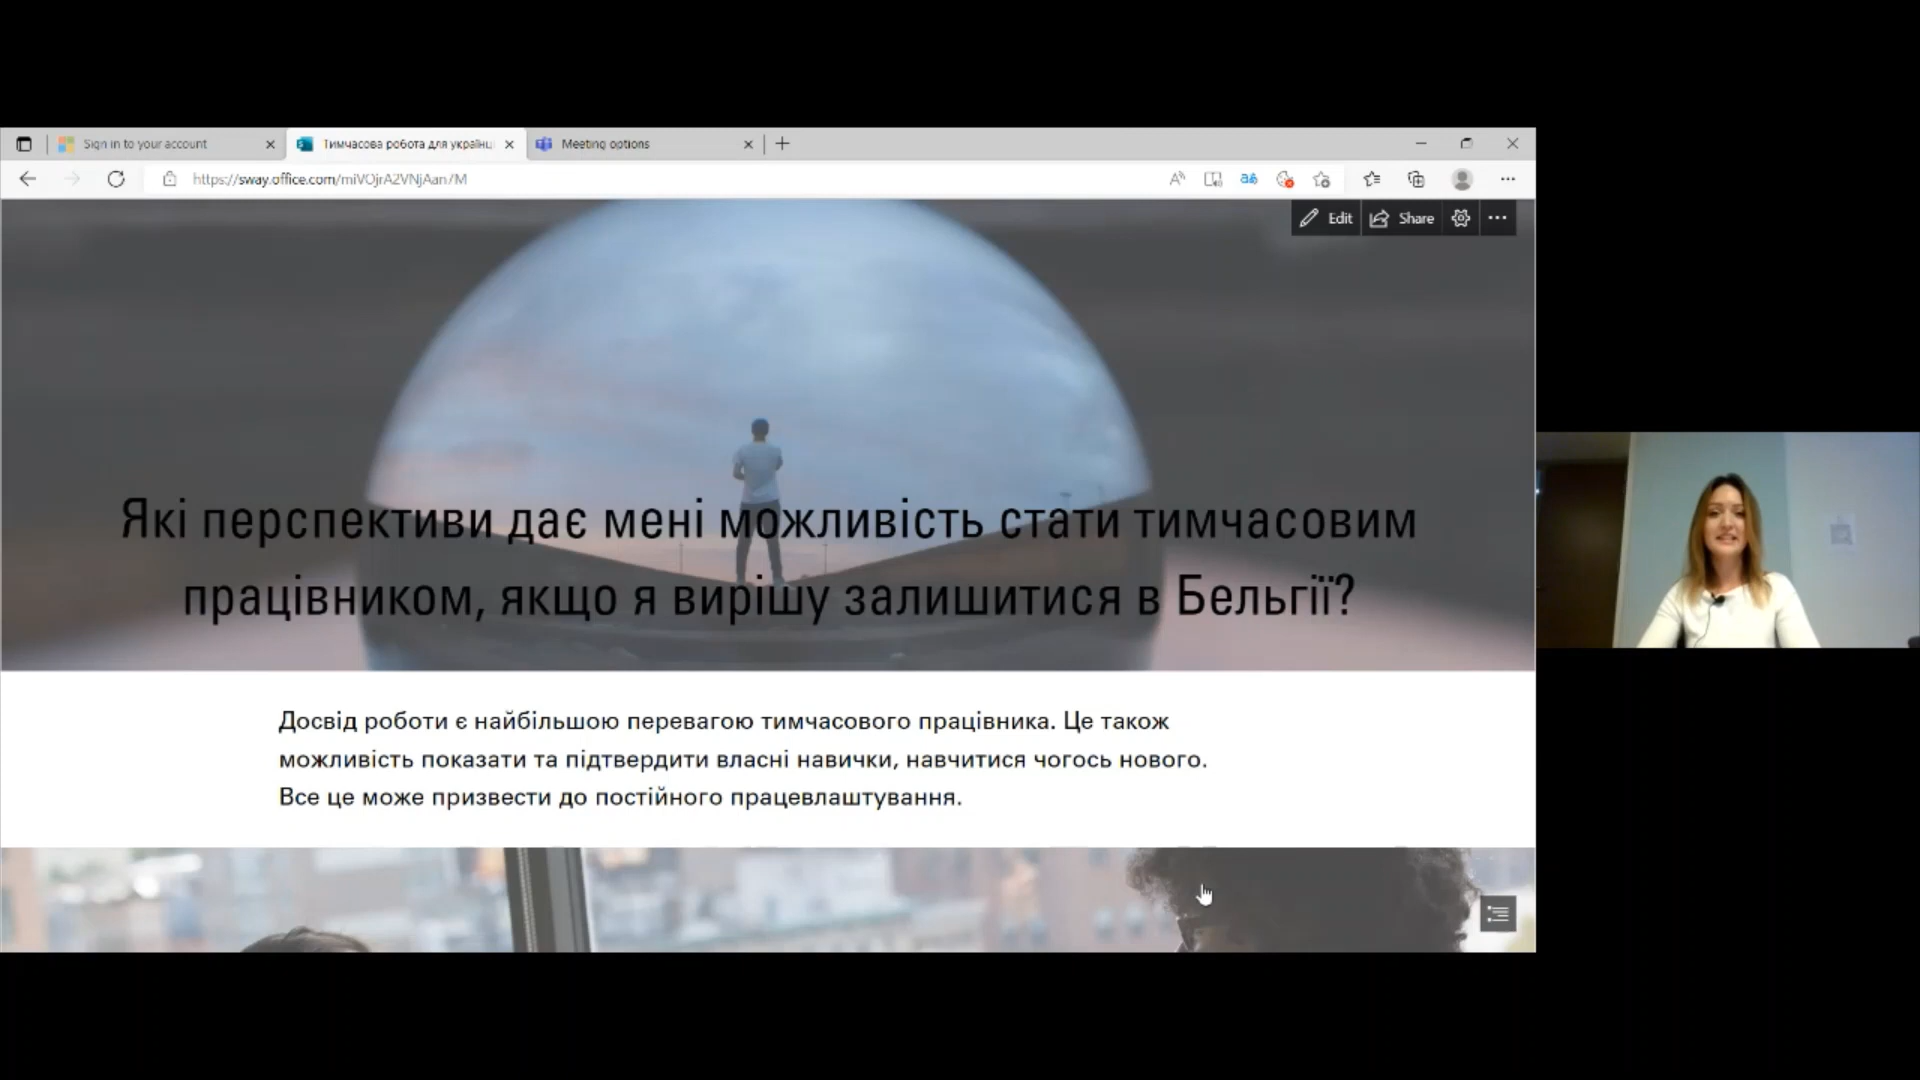 Sign in to your account
Тимчасова робота для українц
Meeting options
https://sway.office.com/miVOjrA2VNjAan7M
Edit
Share
Які перспективи дає мені можливість стати тимчасовим
працівником, якщо я вирішу залишитися в Бельгії?
Досвід роботи є найбільшою перевагою тимчасового працівника. Це також
можливість показати та підтвердити власні навички, навчитися чогось нового.
Все це може призвести до постійного працевлаштування.